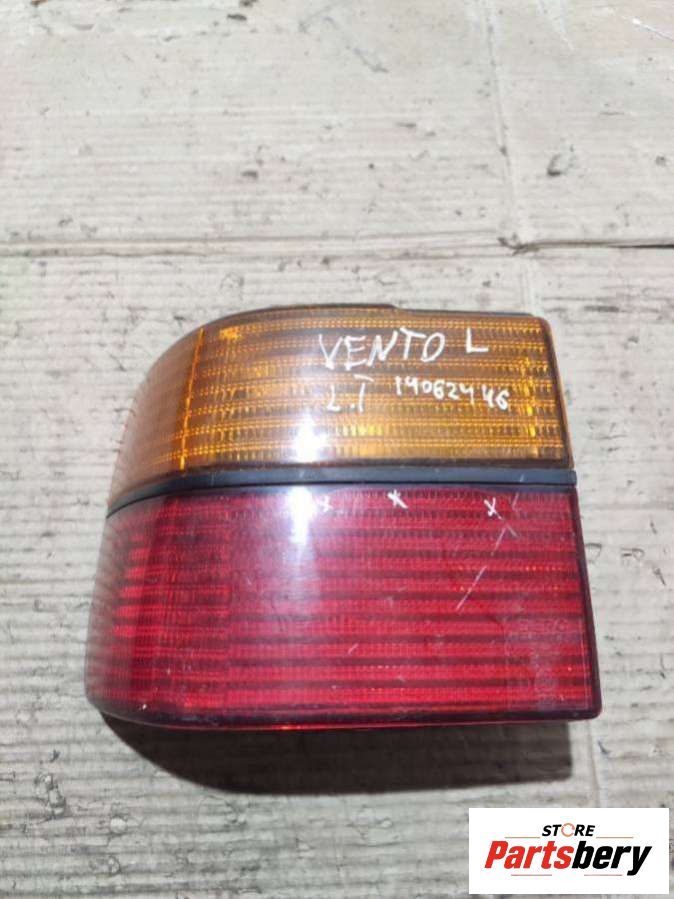 VENTO L
L.T 14062446
x x x
STORE
Partsbery